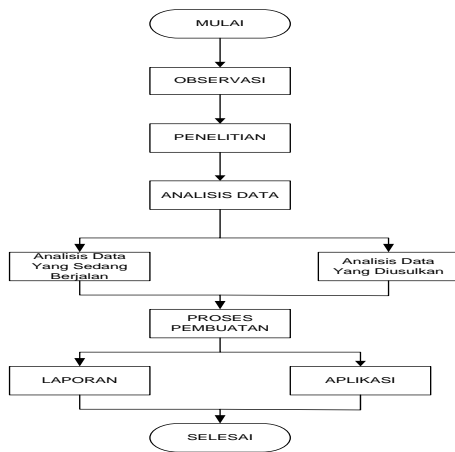 MULAI
OBSERVASI
PENELITIAN
ANALISIS DATA
Analisis Data
Yang Sedang
Berjalan
Analisis Data
Yang Diusulkan
PROSES
PEMBUATAN
LAPORAN
APLIKASI
SELESAI